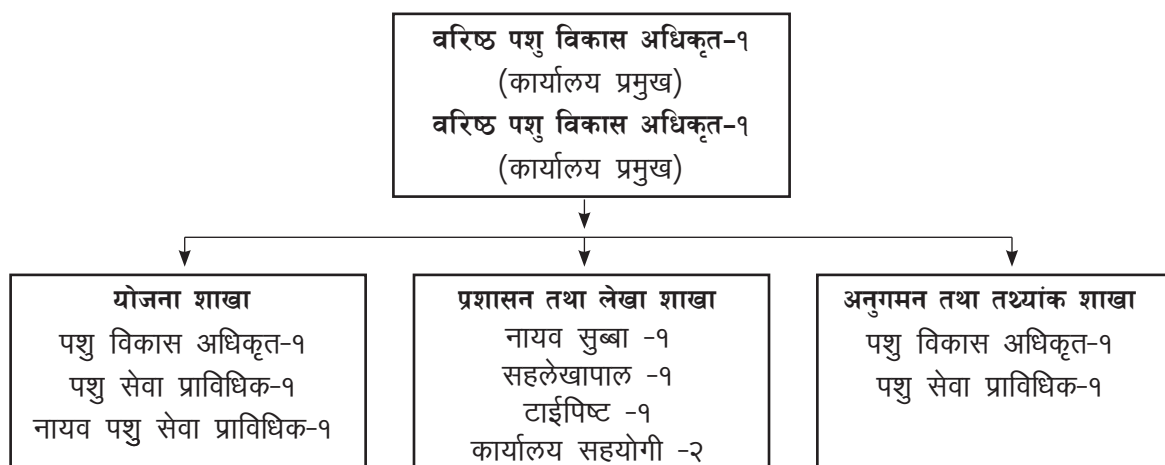 वरिष्ठ पशु विकास अधिकृत-१
(कार्यालय प्रमुख)
वरिष्ठ पशु विकास अधिकृत-१
(कार्यालय प्रमुख)
योजना शाखा
पशु विकास अधिकृत-१
पशु सेवा प्राविधिक-१
नायव पशु सेवा प्राविधिक-१
प्रशासन तथा लेखा शाखा
नायव सुब्बा -१
सहलेखापाल -१
टाईपिष्ट -१
कार्यालय सहयोगी -२
अनुगमन तथा तथ्यांक शाखा
पशु विकास अधिकृत-१
पशु सेवा प्राविधिक-१